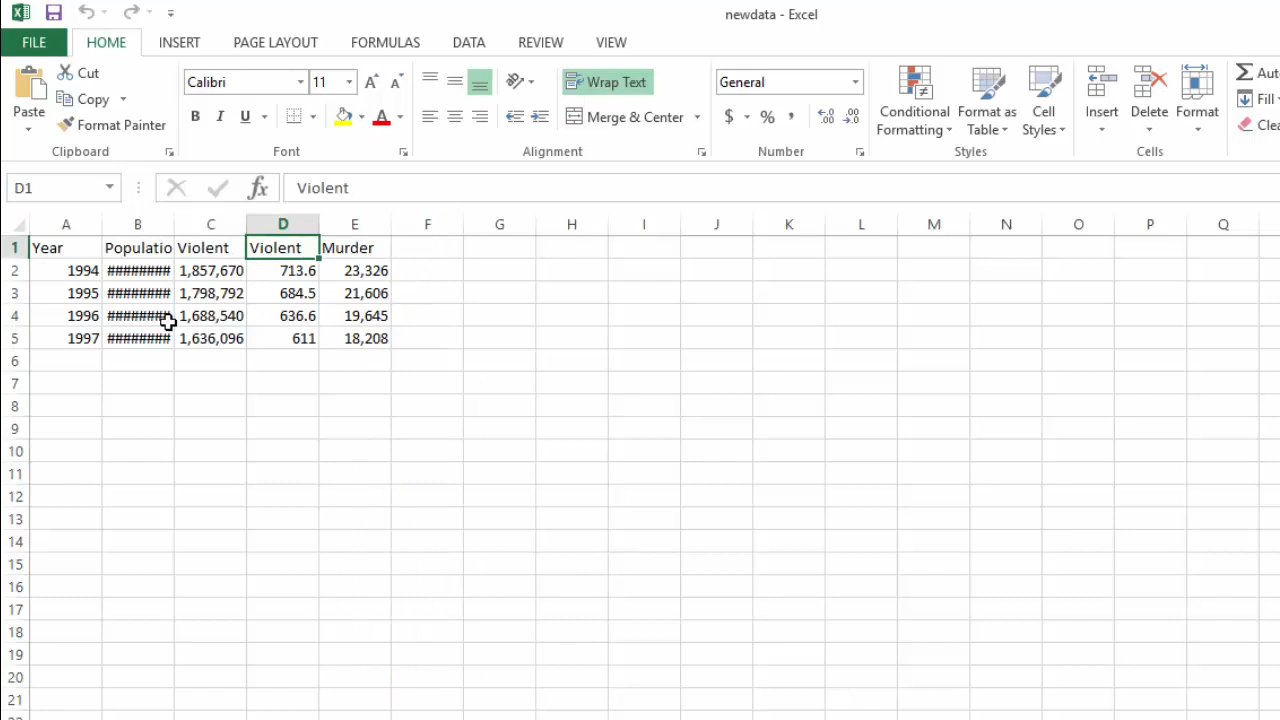 newdata - Excel
FILE HOME INSERT PAGE LAYOUT FORMULAS DATA REVIEW VIEW
Paste
Cut
Copy
Format Painter
Clipboard
Calibri 11
B I U A
Font
Wrap Text
Merge & Center
Alignment
General
$ % ,
Number
Conditional Formatting
Format as Table
Cell Styles
Styles
Insert
Delete
Format
Cells
Fill
D1 fx Violent
A B C D E F G H I J K L M N O P Q
1 Year Populatio Violent Violent Murder
2 1994 ######## 1,857,670 713.6 23,326
3 1995 ######## 1,798,792 684.5 21,606
4 1996 ######## 1,688,540 636.6 19,645
5 1997 ######## 1,636,096 611 18,208
6
7
8
9
10
11
12
13
14
15
16
17
18
19
20
21